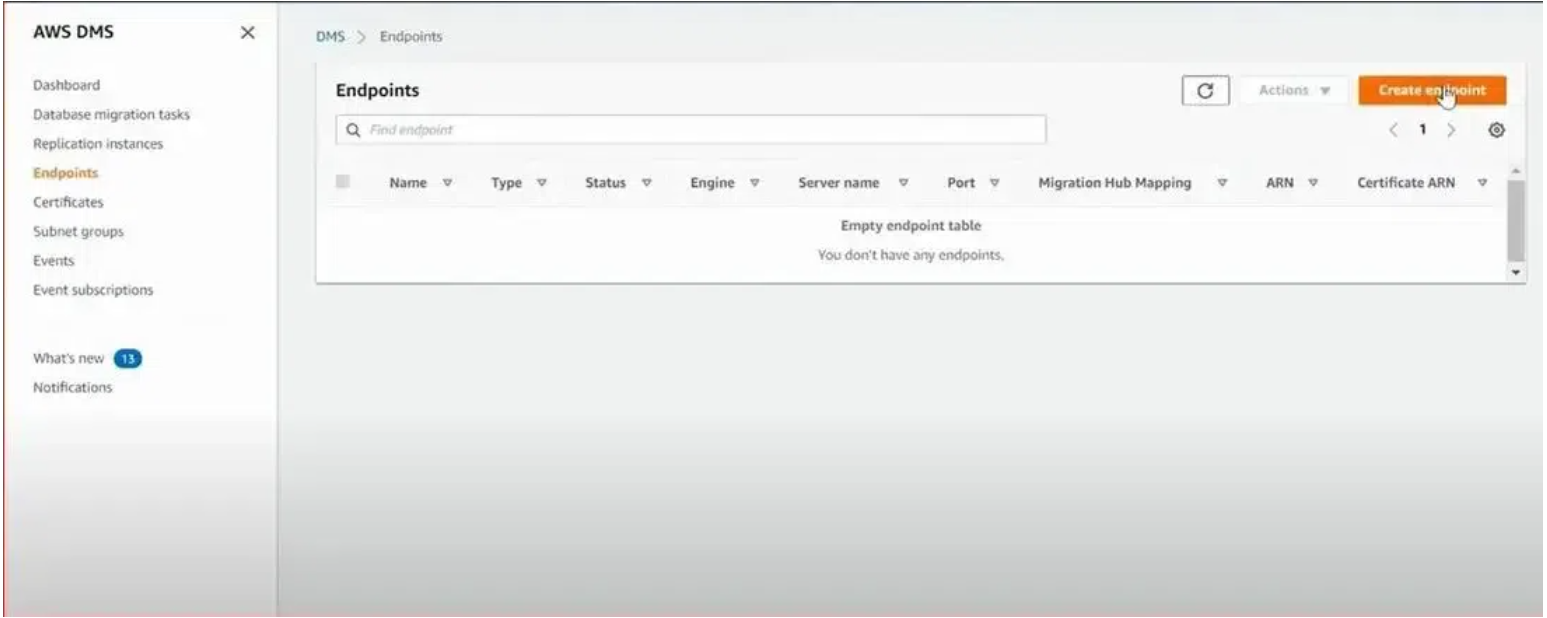 AWS DMS
Dashboard
Database migration tasks
Replication instances
Endpoints
Certificates
Subnet groups
Events
Event subscriptions
What's new 13
Notifications
DMS > Endpoints
Endpoints
Actions Create endpoint
Find endpoint
1
Name Type Status Engine Server name Port Migration Hub Mapping ARN Certificate ARN
Empty endpoint table
You don't have any endpoints.